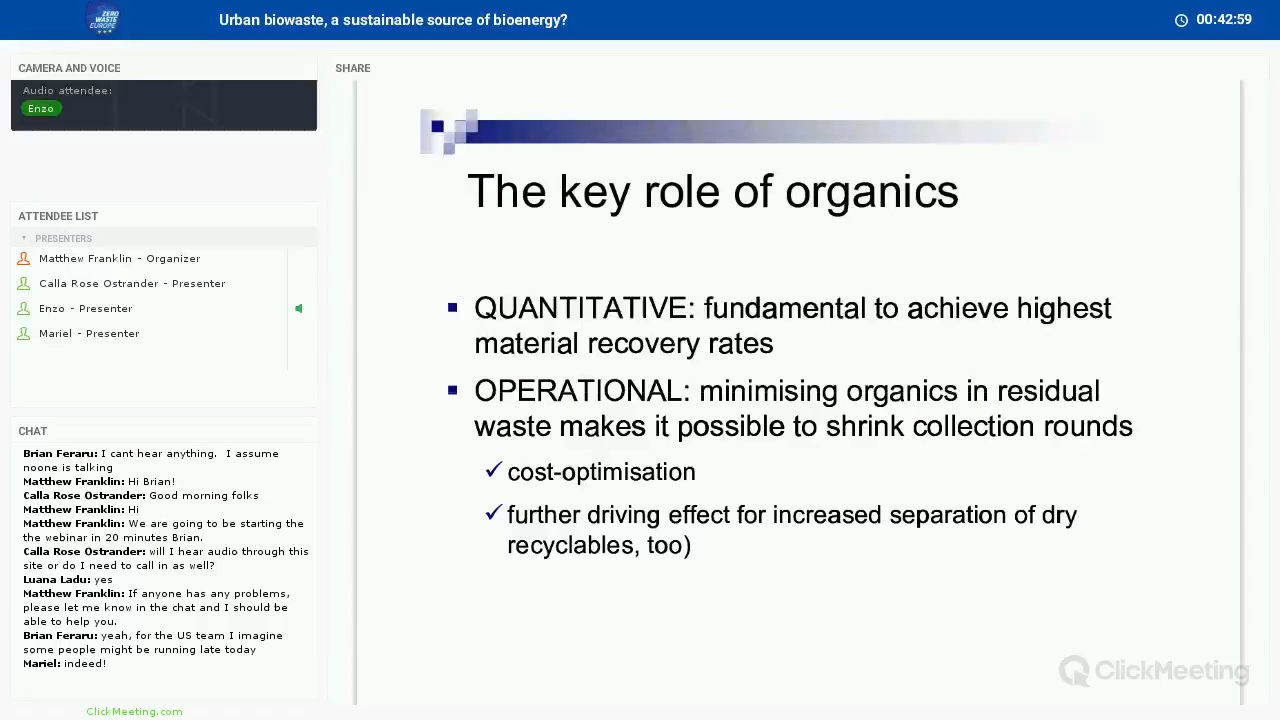 ZERO WASTE EUROPE
Urban biowaste, a sustainable source of bioenergy?
00:42:59
CAMERA AND VOICE
Audio attendee:
Enzo
ATTENDEE LIST
PRESENTERS
Matthew Franklin - Organizer
Calla Rose Ostrander - Presenter
Enzo - Presenter
Mariel - Presenter
CHAT
Brian Feraru: I cant hear anything. I assume
noone is talking
Matthew Franklin: Hi Brian!
Calla Rose Ostrander: Good morning folks
Matthew Franklin: Hi
Matthew Franklin: We are going to be starting the
the webinar in 20 minutes Brian.
Calla Rose Ostrander: will I hear audio through this
site or do I need to call in as well?
Luana Ladu: yes
Matthew Franklin: If anyone has any problems,
please let me know in the chat and I should be
able to help you.
Brian Feraru: yeah, for the US team I imagine
some people might be running late today
Mariel: indeed!
ClickMeeting.com
SHARE
The key role of organics
QUANTITATIVE: fundamental to achieve highest
material recovery rates
OPERATIONAL: minimising organics in residual
waste makes it possible to shrink collection rounds
cost-optimisation
further driving effect for increased separation of dry
recyclables, too)
ClickMeeting